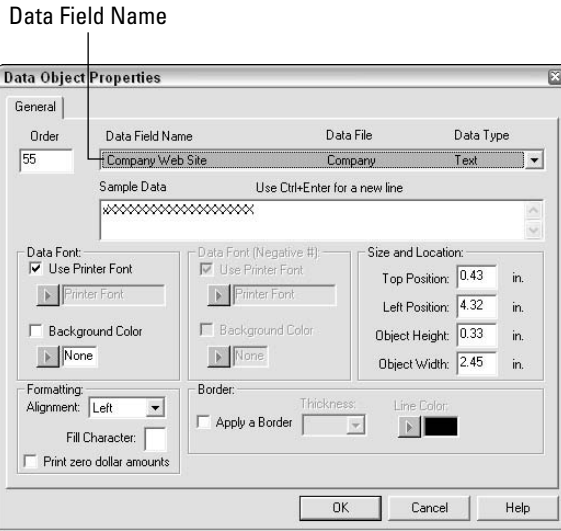 Data Field Name
Data Object Properties
General
Order Data Field Name Data File Data Type
55 Company Web Site Company Text
Sample Data Use Ctrl+Enter for a new line
xXXXXXXXXXXXXXXXXXXX
Data Font: Data Font (Negative #): Size and Location:
Use Printer Font Use Printer Font Top Position: 0.43 in.
Printer Font Printer Font Left Position: 4.32 in.
Background Color Background Color Object Height: 0.33 in.
None None Object Width: 2.45 in.
Formatting: Border:
Alignment: Left Thickness: Line Color:
Fill Character: Apply a Border
Print zero dollar amounts
OK Cancel Help